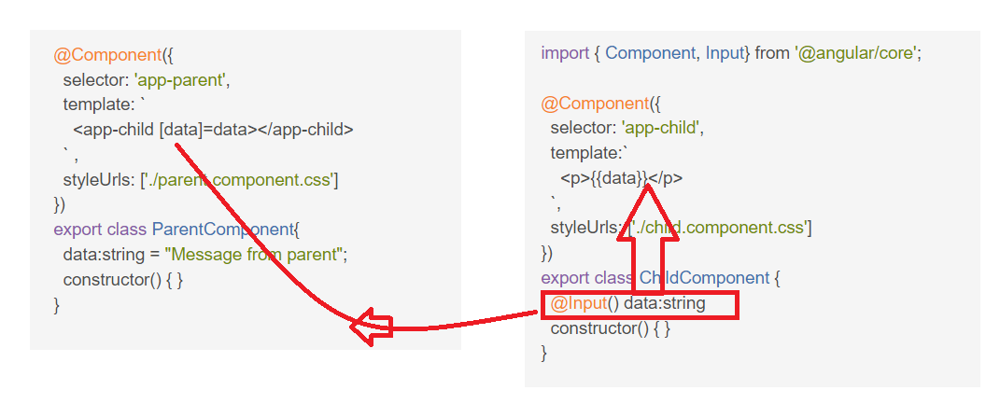 @Component({
selector: 'app-parent',
template: `
<app-child [data]=data></app-child>
` ,
styleUrls: ['./parent.component.css']
})
export class ParentComponent{
data:string = "Message from parent";
constructor() { }
}
import { Component, Input} from '@angular/core';
@Component({
selector: 'app-child',
template:`
<p>{{data}}</p>
`,
styleUrls: ['./child.component.css']
})
export class ChildComponent {
@Input() data:string
constructor() { }
}